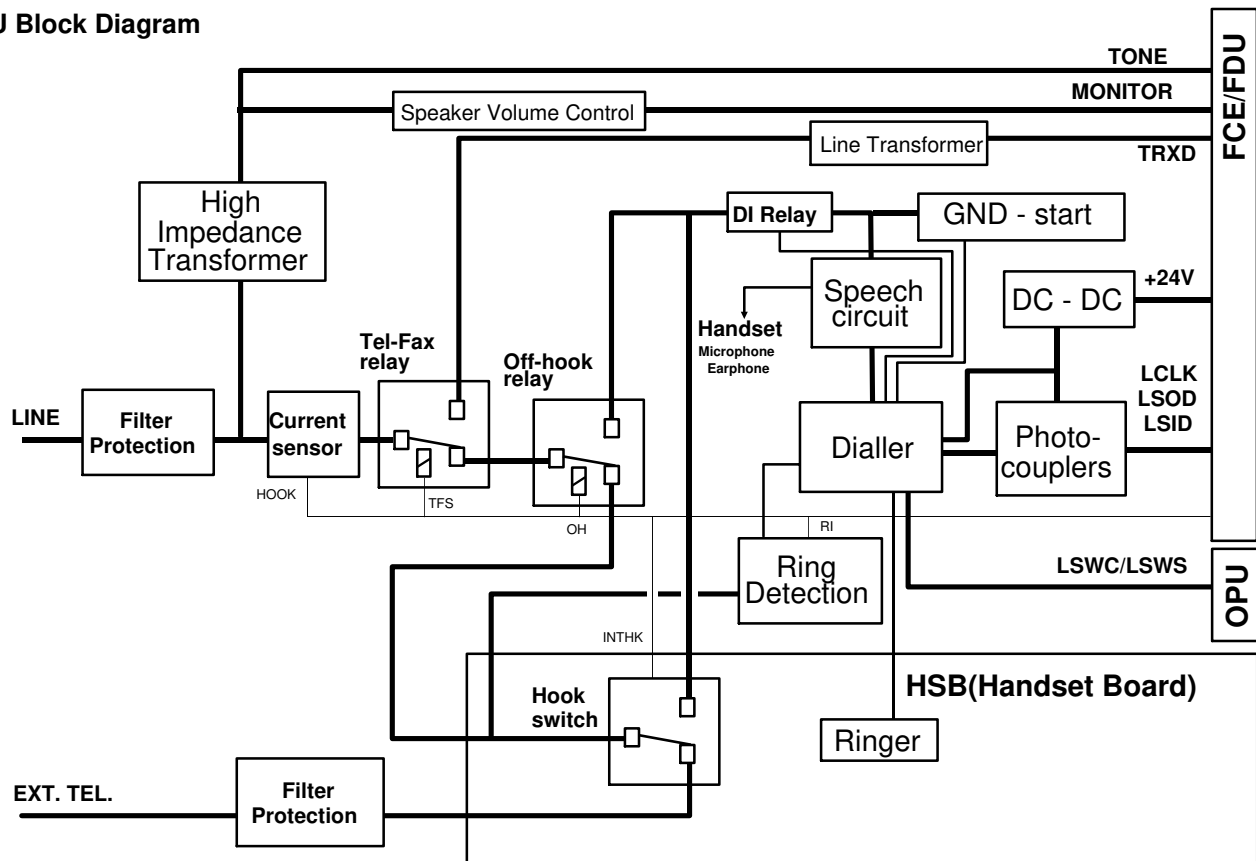 Block Diagram
TONE
MONITOR
Speaker Volume Control
Line Transformer
TRXD
FCE/FDU
High
Impedance
Transformer
DI Relay
GND - start
Speech
circuit
DC - DC
+24V
Handset
Microphone
Earphone
Tel-Fax
relay
Off-hook
relay
LCLK
LSOD
LSID
LINE
Filter
Protection
Current
sensor
Dialler
Photo-
couplers
HOOK
TFS
OH
RI
Ring
Detection
LSWC/LSWS
OPU
INTHK
HSB(Handset Board)
Hook
switch
Ringer
EXT. TEL.
Filter
Protection